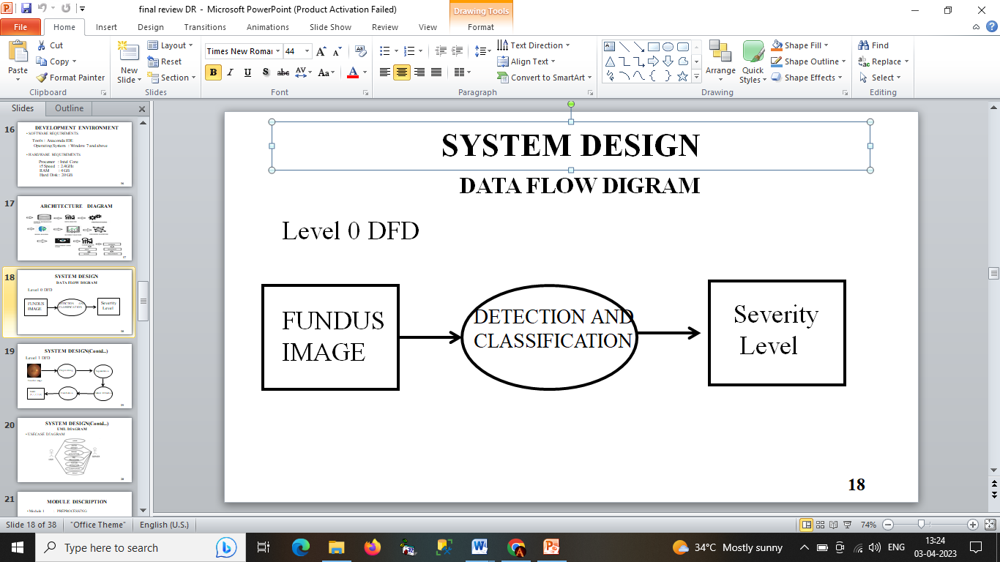 final review DR - Microsoft PowerPoint (Product Activation Failed)
Drawing Tools
File Home Insert Design Transitions Animations Slide Show Review View Format
Paste
Cut
Copy
Format Painter
Clipboard
New
Slide
Layout
Reset
Section
Slides
Times New Roman 44
B I U S abc AV Aa
Font
Text Direction
Align Text
Convert to SmartArt
Paragraph
Arrange
Quick
Styles
Shape Fill
Shape Outline
Shape Effects
Drawing
Find
Replace
Select
Editing
Slides Outline
16
DEVELOPMENT ENVIRONMENT
• SOFTWARE REQUIREMENTS
Tools : Anaconda IDE
Operating System : Window 7 and above
• HARDWARE REQUIREMENTS
Processor : Intel Core
i5 Speed : 2.4GHz
RAM : 4 GB
Hard Disk : 20 GB
17
ARCHITECTURE DIAGRAM
18
SYSTEM DESIGN
DATA FLOW DIGRAM
Level 0 DFD
FUNDUS
IMAGE
DETECTION AND
CLASSIFICATION
Severity
Level
19
SYSTEM DESIGN(Contd...)
Level 1 DFD
20
SYSTEM DESIGN(Contd...)
UML DIAGRAM
• USECASE DIAGRAM
21
MODULE DISCRIPTION
• Module 1 : PREPROCESSING
SYSTEM DESIGN
DATA FLOW DIGRAM
Level 0 DFD
FUNDUS
IMAGE
DETECTION AND
CLASSIFICATION
Severity
Level
18
Slide 18 of 38 "Office Theme" English (U.S.) 74%
Type here to search
34°C Mostly sunny
ENG
13:24
03-04-2023